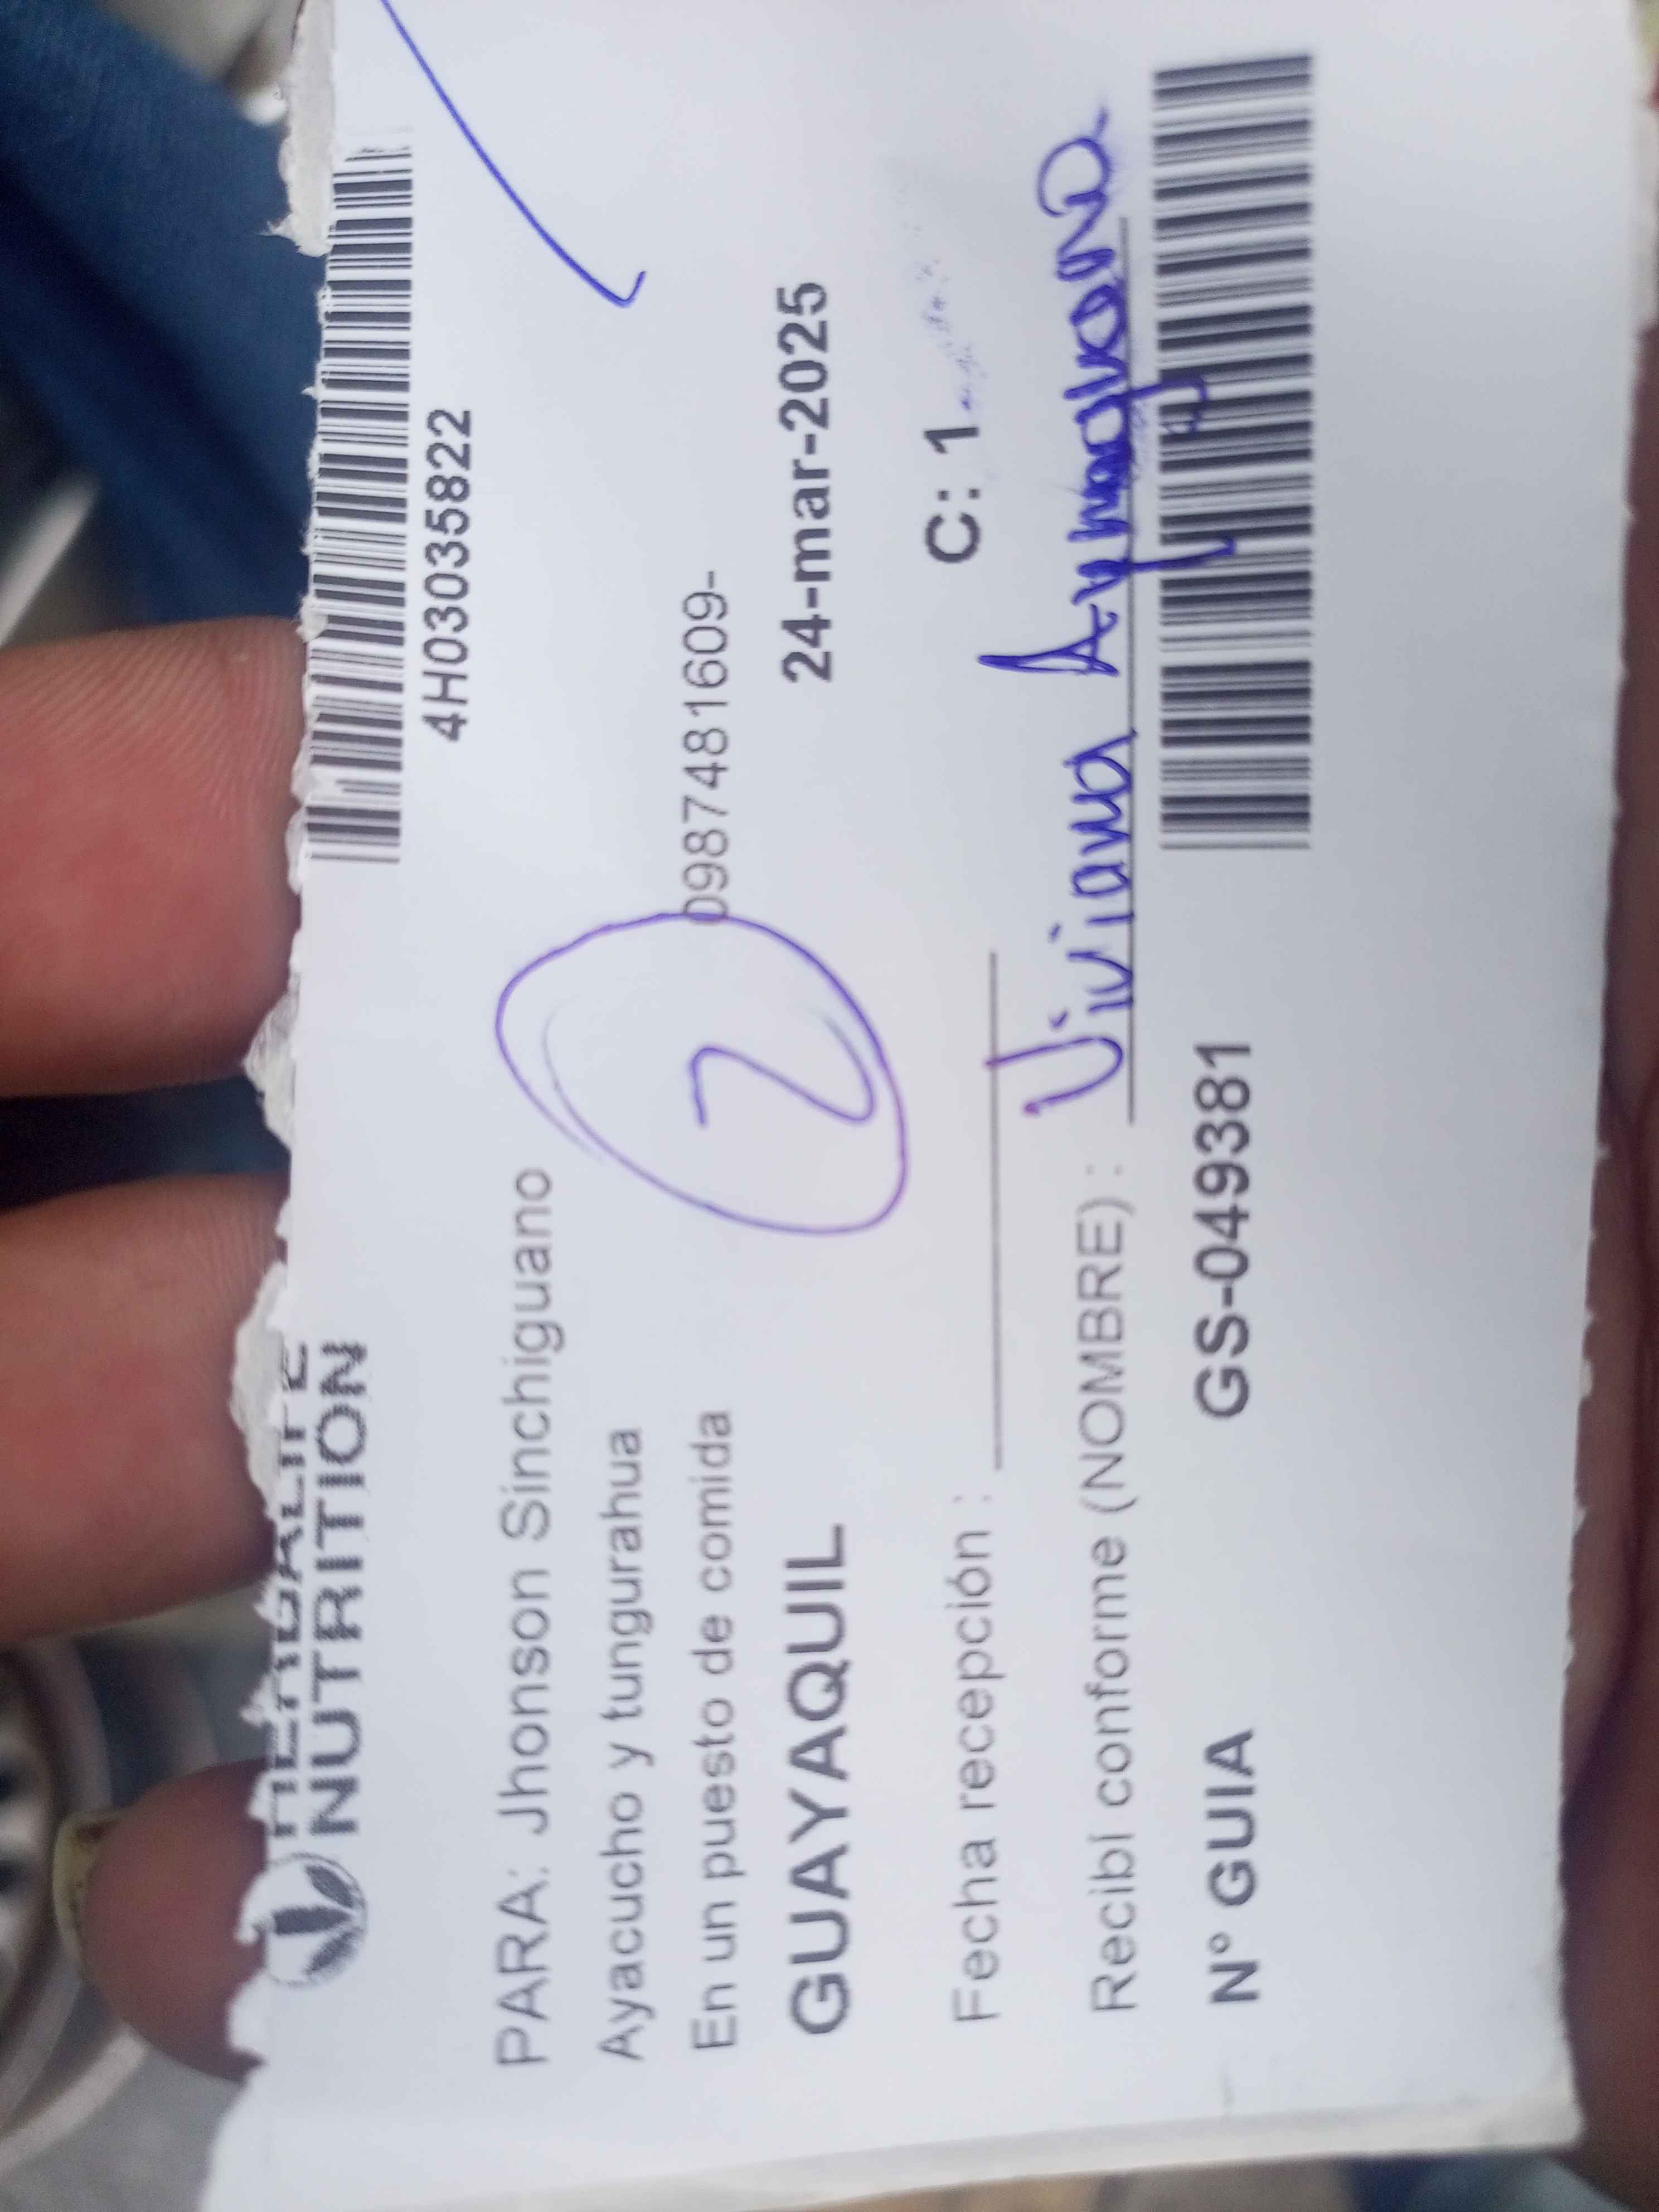 HERBALIFE
NUTRITION
4H03035822
PARA: Jhonson Sinchiguano
Ayacucho y tungurahua
En un puesto de comida 0987481609-
2
GUAYAQUIL 24-mar-2025
Fecha recepción : C: 1
Recibí conforme (NOMBRE) : Viviana
N° GUIA GS-049381